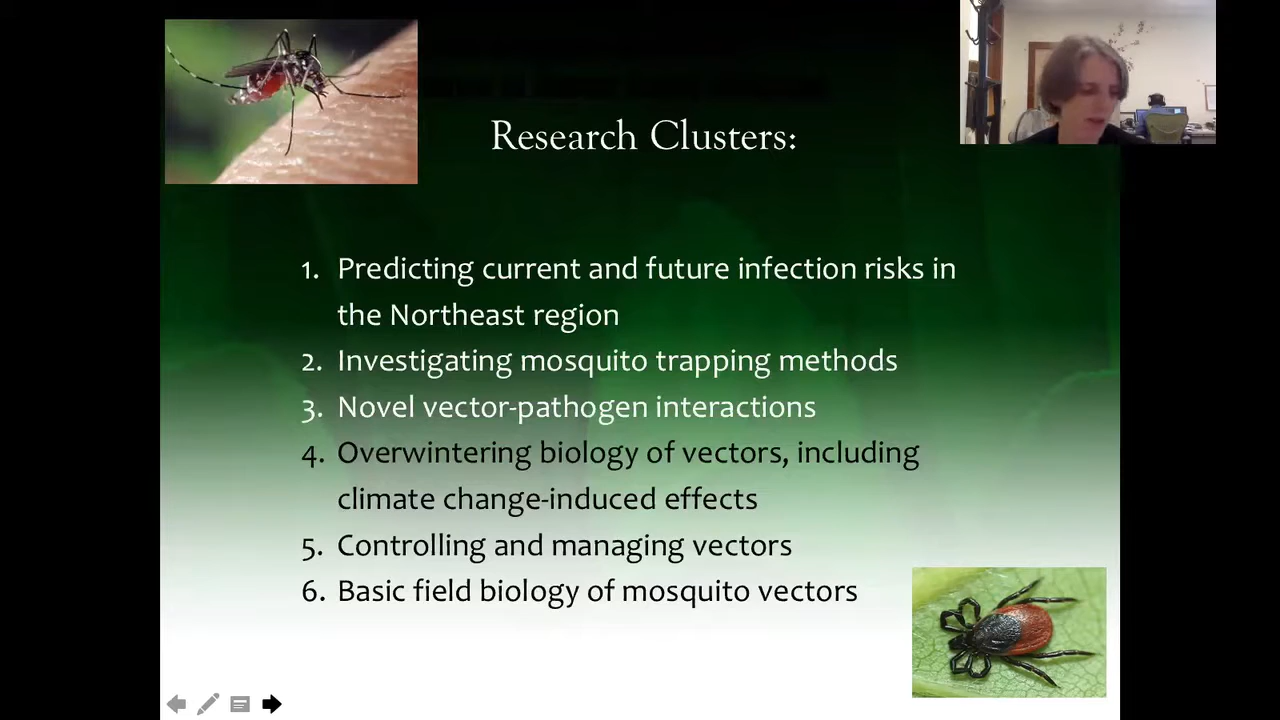 Research Clusters:
1. Predicting current and future infection risks in
the Northeast region
2. Investigating mosquito trapping methods
3. Novel vector-pathogen interactions
4. Overwintering biology of vectors, including
climate change-induced effects
5. Controlling and managing vectors
6. Basic field biology of mosquito vectors